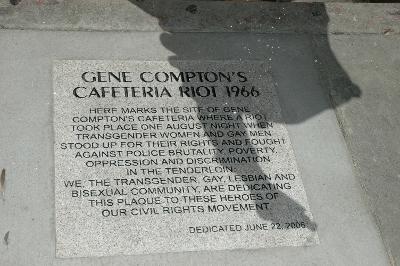 GENE COMPTON'S
CAFETERIA RIOT 1966
HERE MARKS THE SITE OF GENE
COMPTON'S CAFETERIA WHERE A RIOT
TOOK PLACE ONE AUGUST NIGHT WHEN
TRANSGENDER WOMEN AND GAY MEN
STOOD UP FOR THEIR RIGHTS AND FOUGHT
AGAINST POLICE BRUTALITY, POVERTY,
OPPRESSION AND DISCRIMINATION
IN THE TENDERLOIN:
WE, THE TRANSGENDER, GAY, LESBIAN AND
BISEXUAL COMMUNITY, ARE DEDICATING
THIS PLAQUE TO THESE HEROES OF
OUR CIVIL RIGHTS MOVEMENT.
DEDICATED JUNE 22, 2006